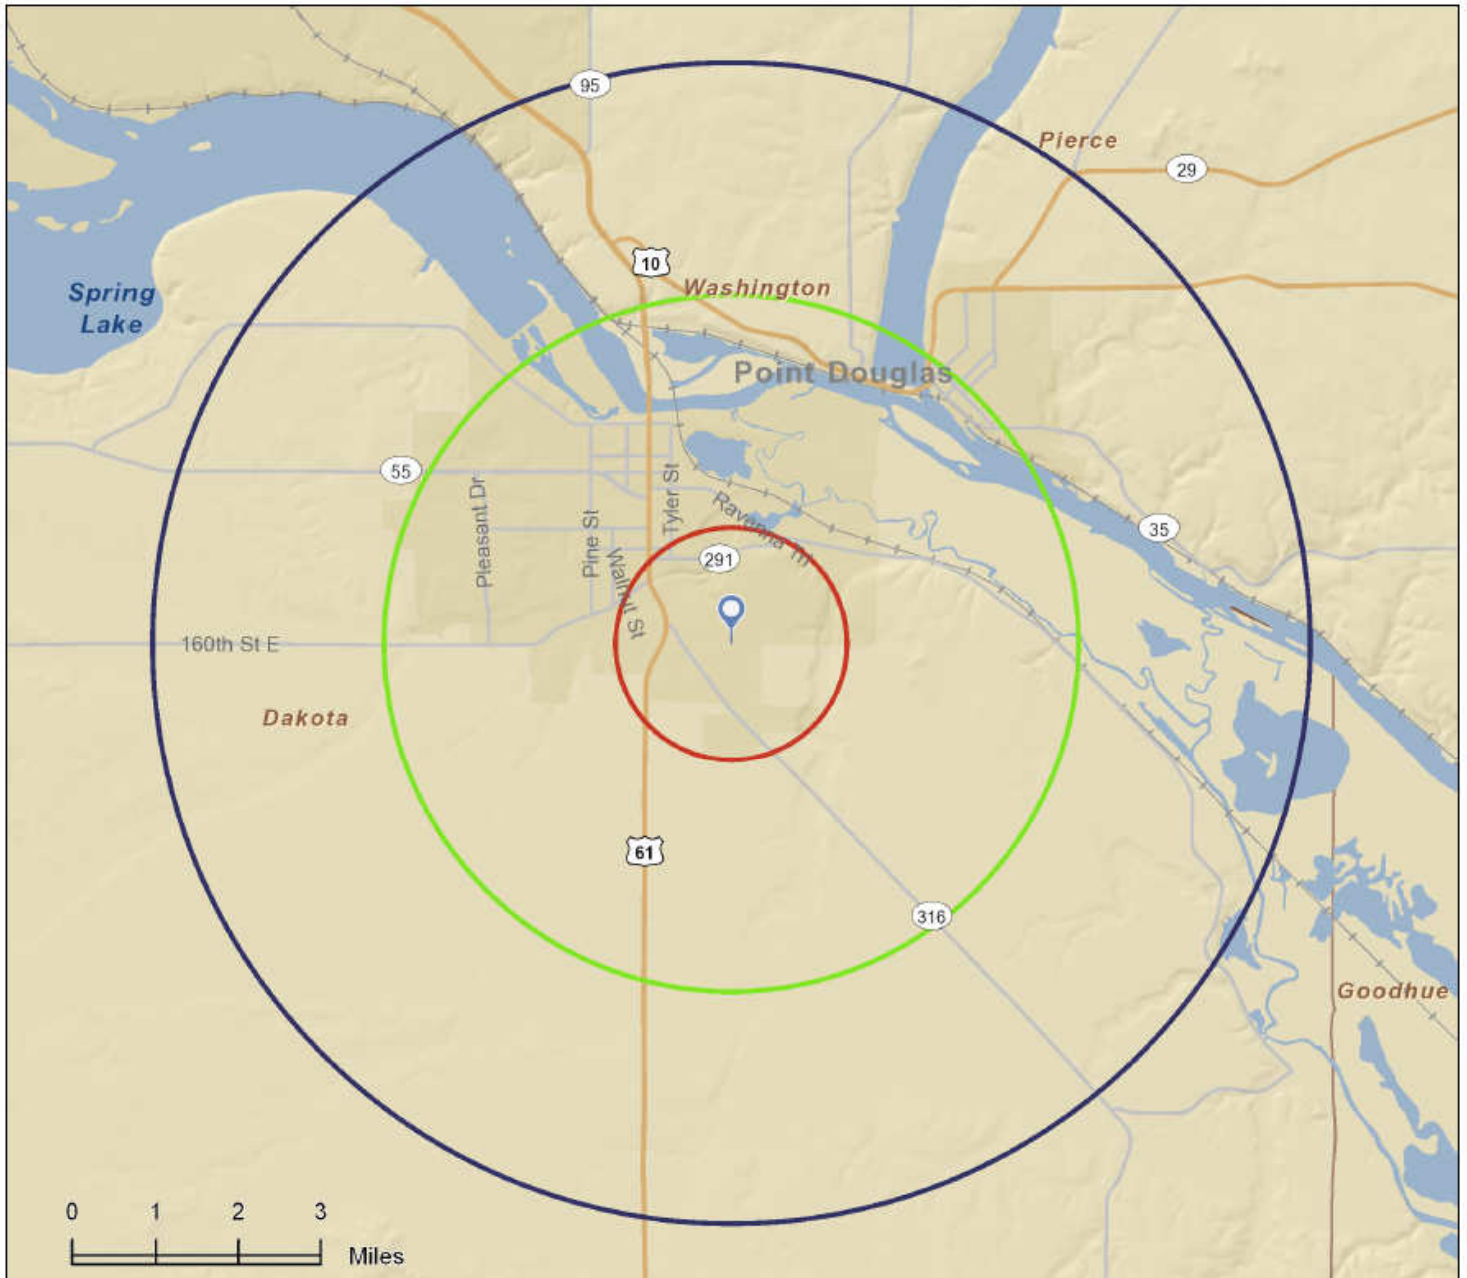 95
Pierce
29
10
Washington
Spring
Lake
Point Douglas
55
Pleasant Dr
Pine St
Tyler St
Ravenna Trl
35
291
Walnut St
160th St E
Dakota
61
316
Goodhue
0 1 2 3
Miles